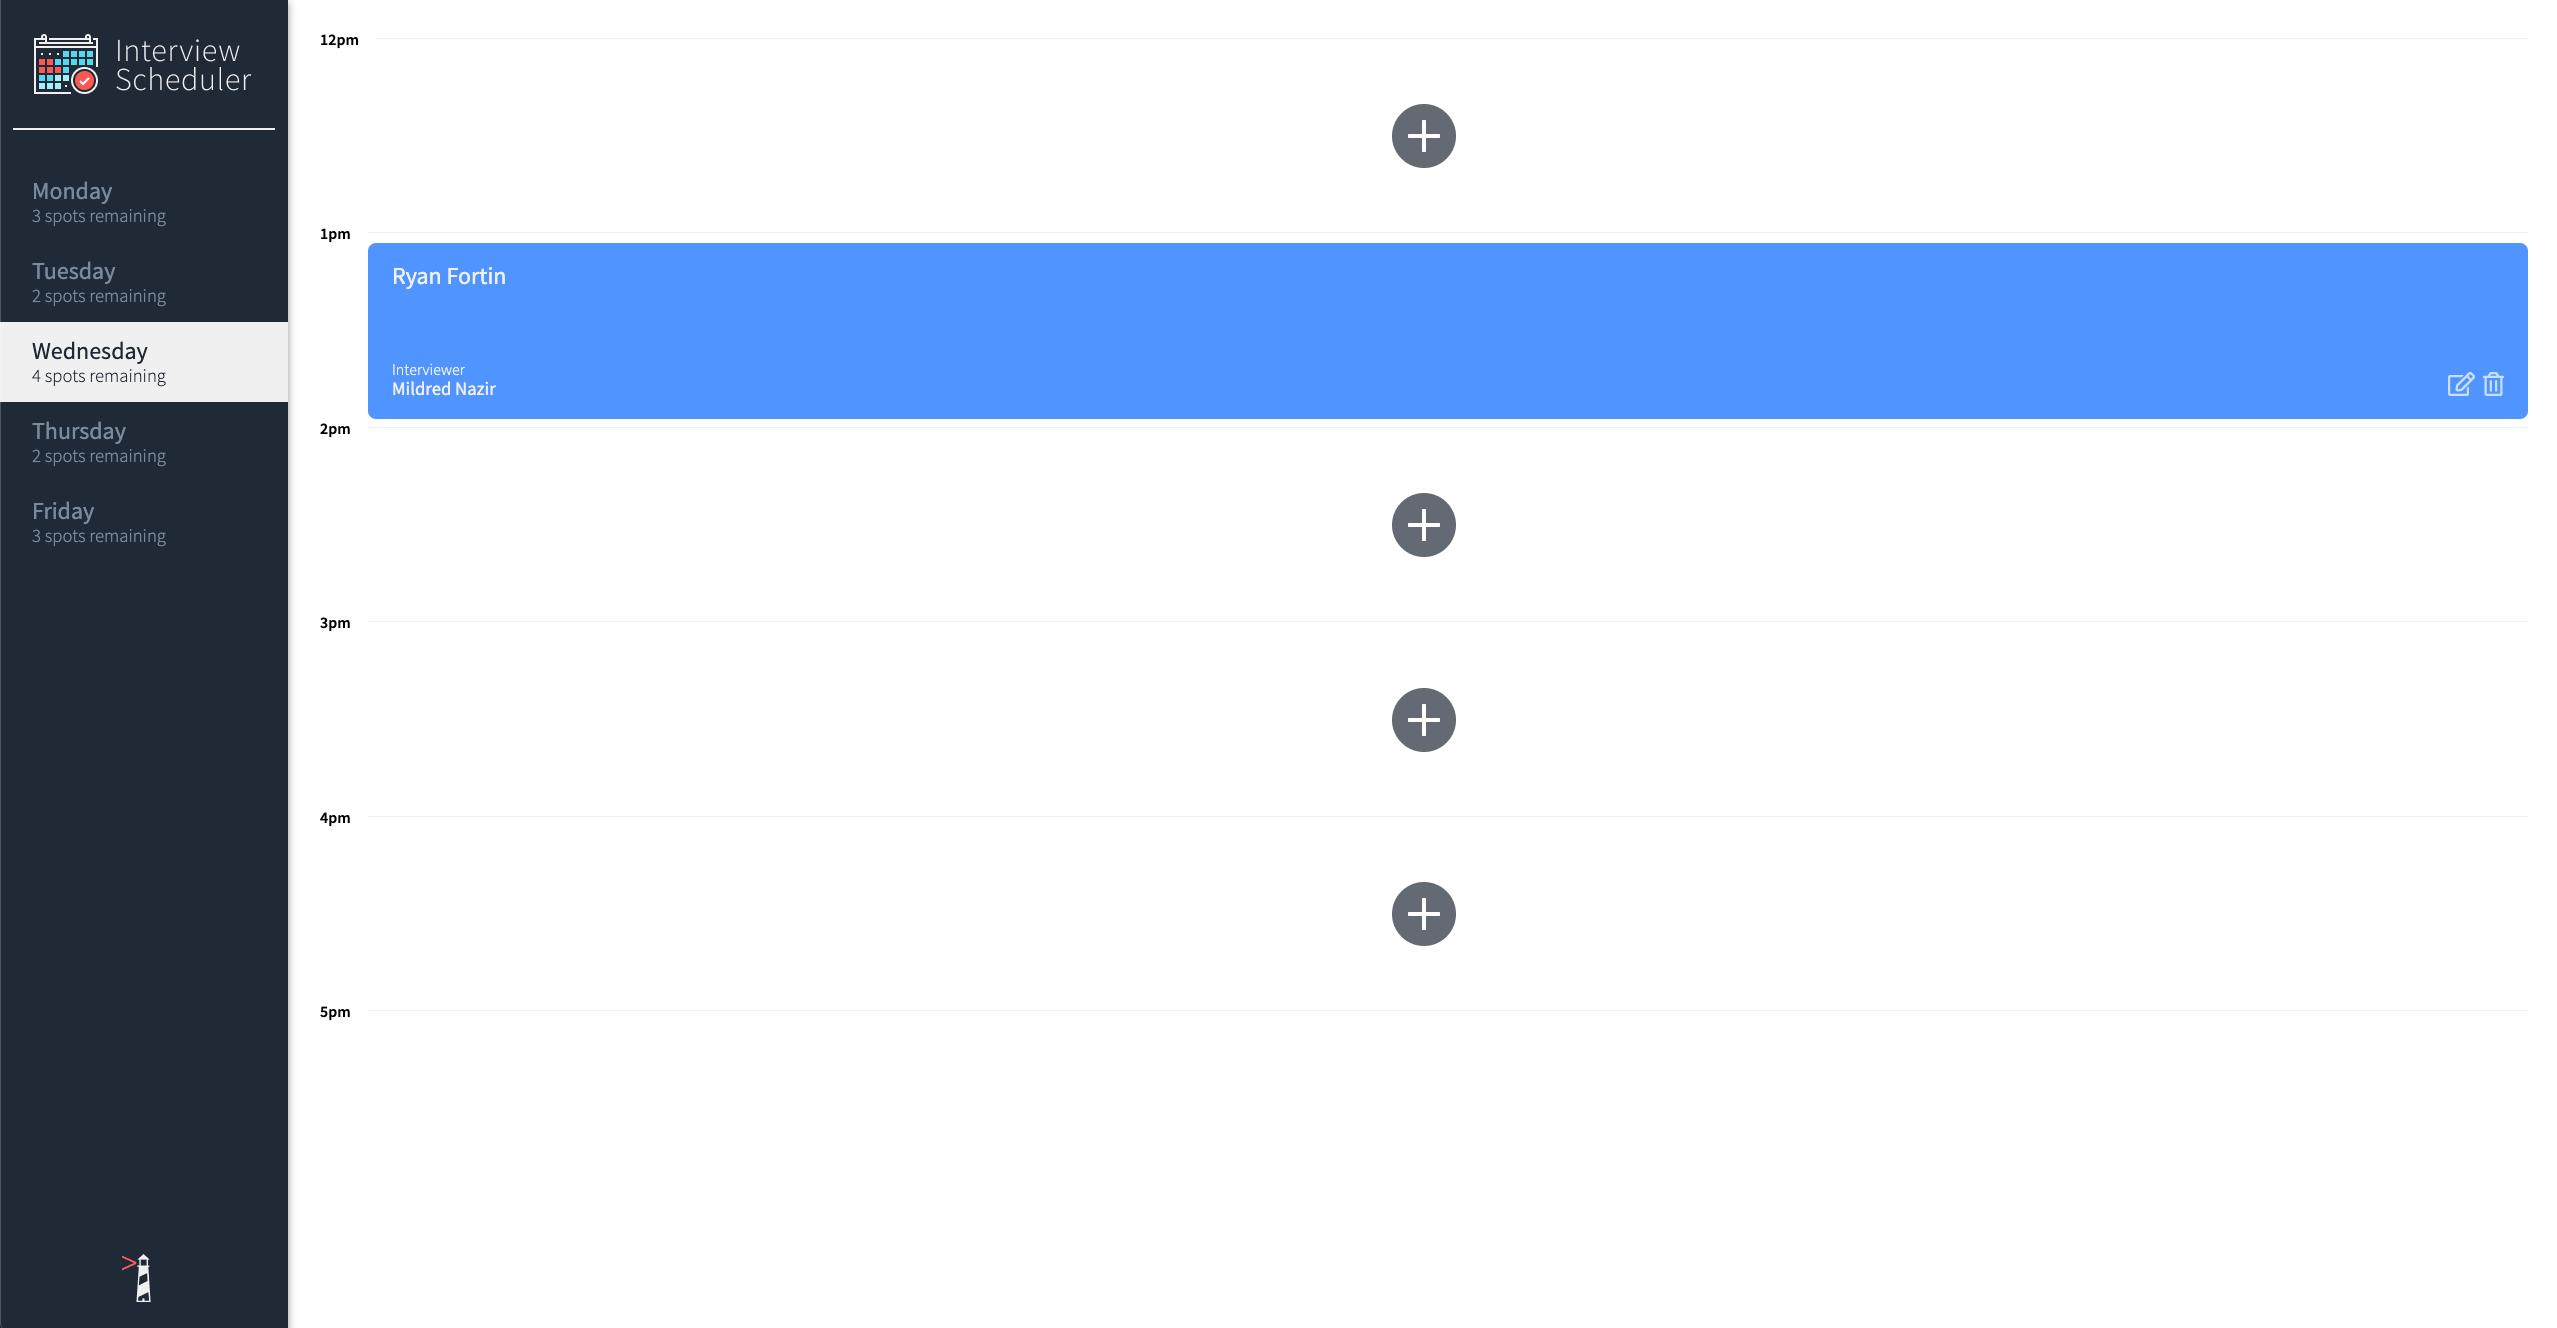 Interview
Scheduler
Monday
3 spots remaining
Tuesday
2 spots remaining
Wednesday
4 spots remaining
Thursday
2 spots remaining
Friday
3 spots remaining
12pm
1pm
Ryan Fortin
Interviewer
Mildred Nazir
2pm
3pm
4pm
5pm